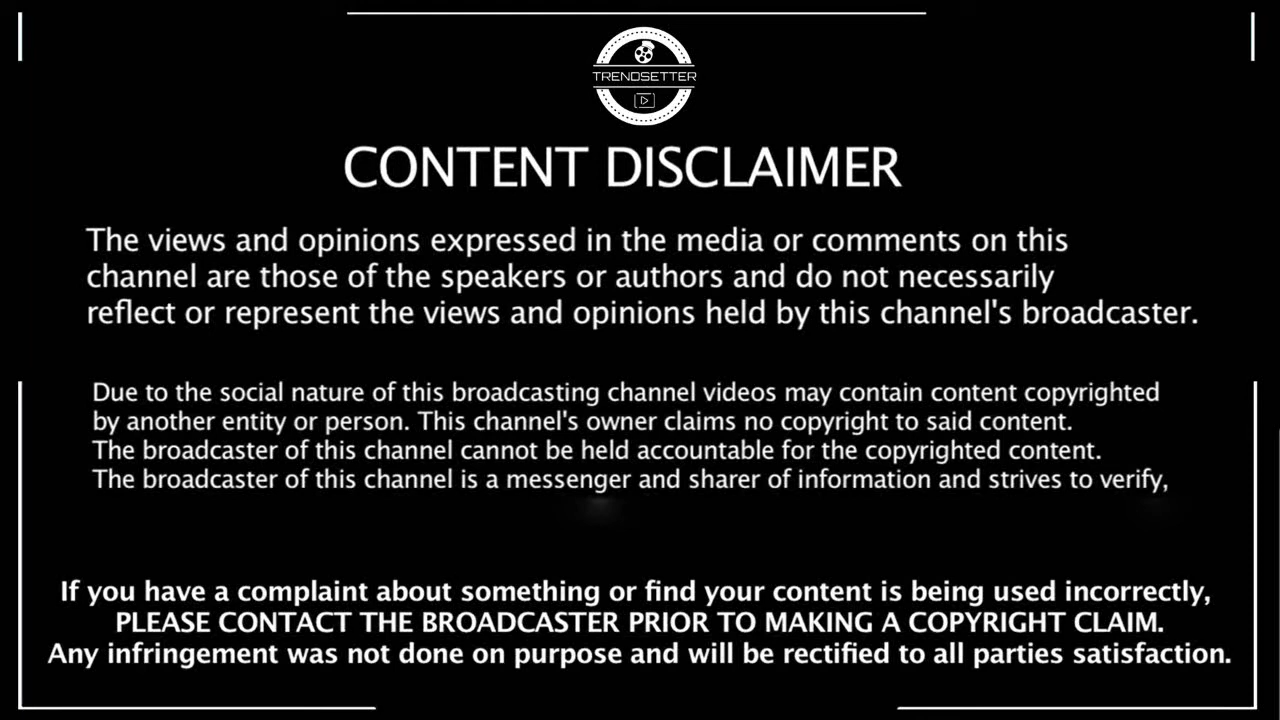 TRENDSETTER
CONTENT DISCLAIMER
The views and opinions expressed in the media or comments on this
channel are those of the speakers or authors and do not necessarily
reflect or represent the views and opinions held by this channel's broadcaster.
Due to the social nature of this broadcasting channel videos may contain content copyrighted
by another entity or person. This channel's owner claims no copyright to said content.
The broadcaster of this channel cannot be held accountable for the copyrighted content.
The broadcaster of this channel is a messenger and sharer of information and strives to verify,
If you have a complaint about something or find your content is being used incorrectly,
PLEASE CONTACT THE BROADCASTER PRIOR TO MAKING A COPYRIGHT CLAIM.
Any infringement was not done on purpose and will be rectified to all parties satisfaction.